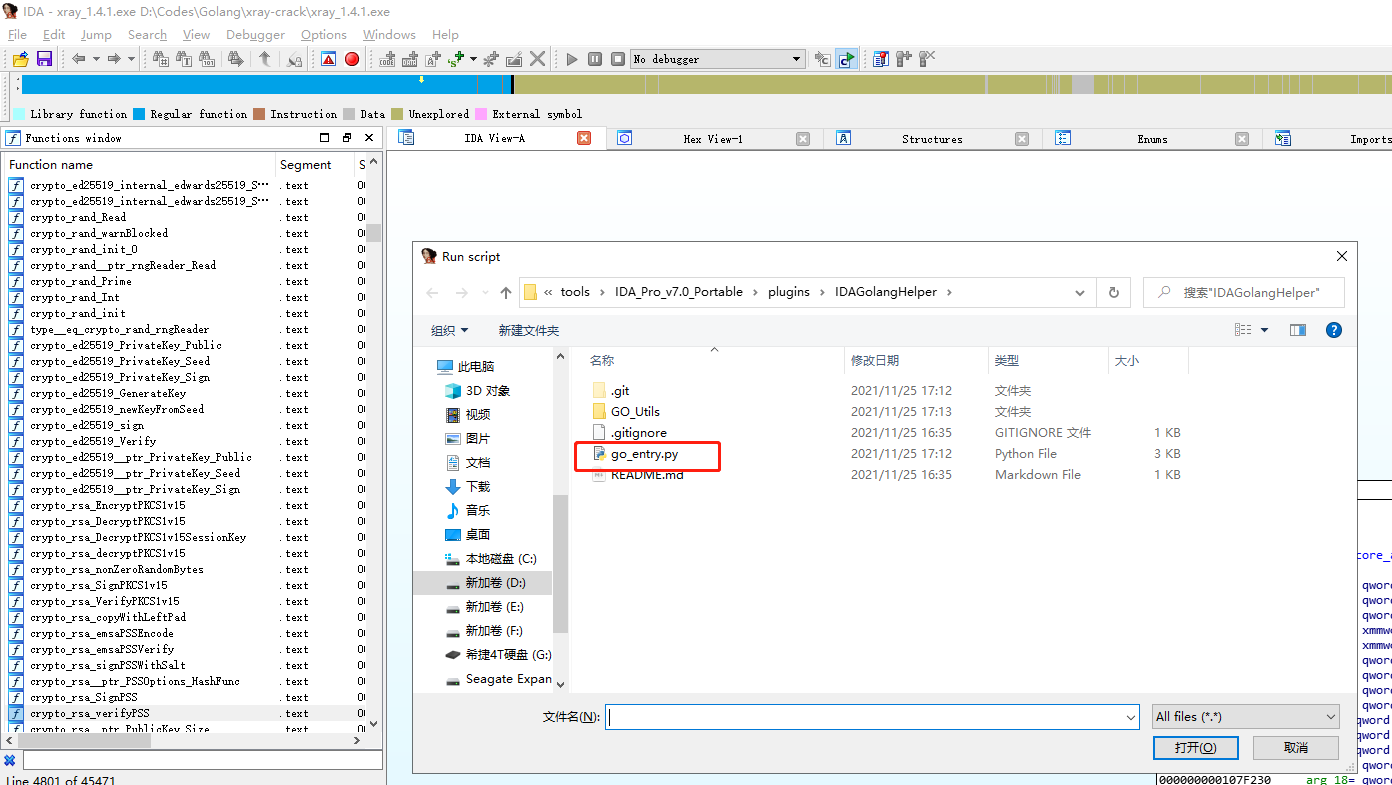 IDA - xray_1.4.1.exe D:\Codes\Golang\xray-crack\xray_1.4.1.exe
File Edit Jump Search View Debugger Options Windows Help
No debugger
Library function Regular function Instruction Data Unexplored External symbol
Functions window
IDA View-A Hex View-1 Structures Enums Imports
Function name Segment S
crypto_ed25519_internal_edwards25519_S… .text 0
crypto_ed25519_internal_edwards25519_S… .text 0
crypto_rand_Read .text 0
crypto_rand_warnBlocked .text 0
crypto_rand_init_0 .text 0
crypto_rand__ptr_rngReader_Read .text 0
crypto_rand_Prime .text 0
crypto_rand_Int .text 0
crypto_rand_init .text 0
type__eq_crypto_rand_rngReader .text 0
crypto_ed25519_PrivateKey_Public .text 0
crypto_ed25519_PrivateKey_Seed .text 0
crypto_ed25519_PrivateKey_Sign .text 0
crypto_ed25519_GenerateKey .text 0
crypto_ed25519_newKeyFromSeed .text 0
crypto_ed25519_sign .text 0
crypto_ed25519_Verify .text 0
crypto_ed25519__ptr_PrivateKey_Public .text 0
crypto_ed25519__ptr_PrivateKey_Seed .text 0
crypto_ed25519__ptr_PrivateKey_Sign .text 0
crypto_rsa_EncryptPKCS1v15 .text 0
crypto_rsa_DecryptPKCS1v15 .text 0
crypto_rsa_DecryptPKCS1v15SessionKey .text 0
crypto_rsa_decryptPKCS1v15 .text 0
crypto_rsa_nonZeroRandomBytes .text 0
crypto_rsa_SignPKCS1v15 .text 0
crypto_rsa_VerifyPKCS1v15 .text 0
crypto_rsa_copyWithLeftPad .text 0
crypto_rsa_emsaPSSEncode .text 0
crypto_rsa_emsaPSSVerify .text 0
crypto_rsa_signPSSWithSalt .text 0
crypto_rsa__ptr_PSSOptions_HashFunc .text 0
crypto_rsa_SignPSS .text 0
crypto_rsa_verifyPSS .text 0
crypto_rsa__ptr_PublicKey_Size .text 0
Line 4801 of 45471
Run script
« tools › IDA_Pro_v7.0_Portable › plugins › IDAGolangHelper ›
搜索"IDAGolangHelper"
组织 新建文件夹
此电脑
3D 对象
视频
图片
文档
下载
音乐
桌面
本地磁盘 (C:)
新加卷 (D:)
新加卷 (E:)
新加卷 (F:)
希捷4T硬盘 (G:)
Seagate Expan
名称 修改日期 类型 大小
.git 2021/11/25 17:12 文件夹
GO_Utils 2021/11/25 17:13 文件夹
.gitignore 2021/11/25 16:35 GITIGNORE 文件 1 KB
go_entry.py 2021/11/25 17:12 Python File 3 KB
README.md 2021/11/25 16:35 Markdown File 1 KB
文件名(N):
All files (*.*)
打开(O) 取消
core_a
qword
qword
qword
xmmwo
xmmwo
qword
qword
qword
qword
qword
qword
qword
qword
000000000107F230 arg_18= qword